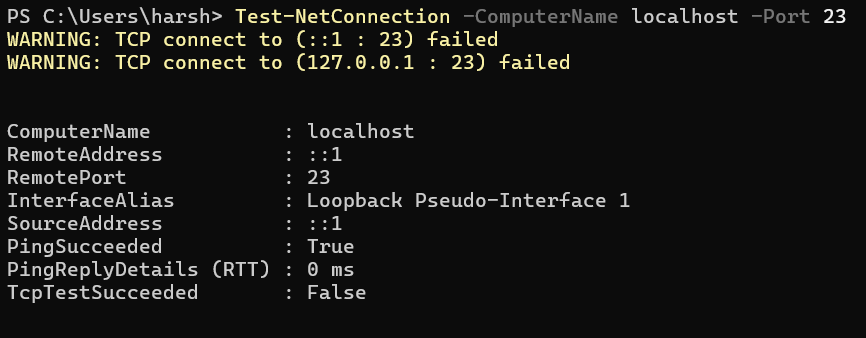 PS C:\Users\harsh> Test-NetConnection -ComputerName localhost -Port 23
WARNING: TCP connect to (::1 : 23) failed
WARNING: TCP connect to (127.0.0.1 : 23) failed
ComputerName : localhost
RemoteAddress : ::1
RemotePort : 23
InterfaceAlias : Loopback Pseudo-Interface 1
SourceAddress : ::1
PingSucceeded : True
PingReplyDetails (RTT) : 0 ms
TcpTestSucceeded : False